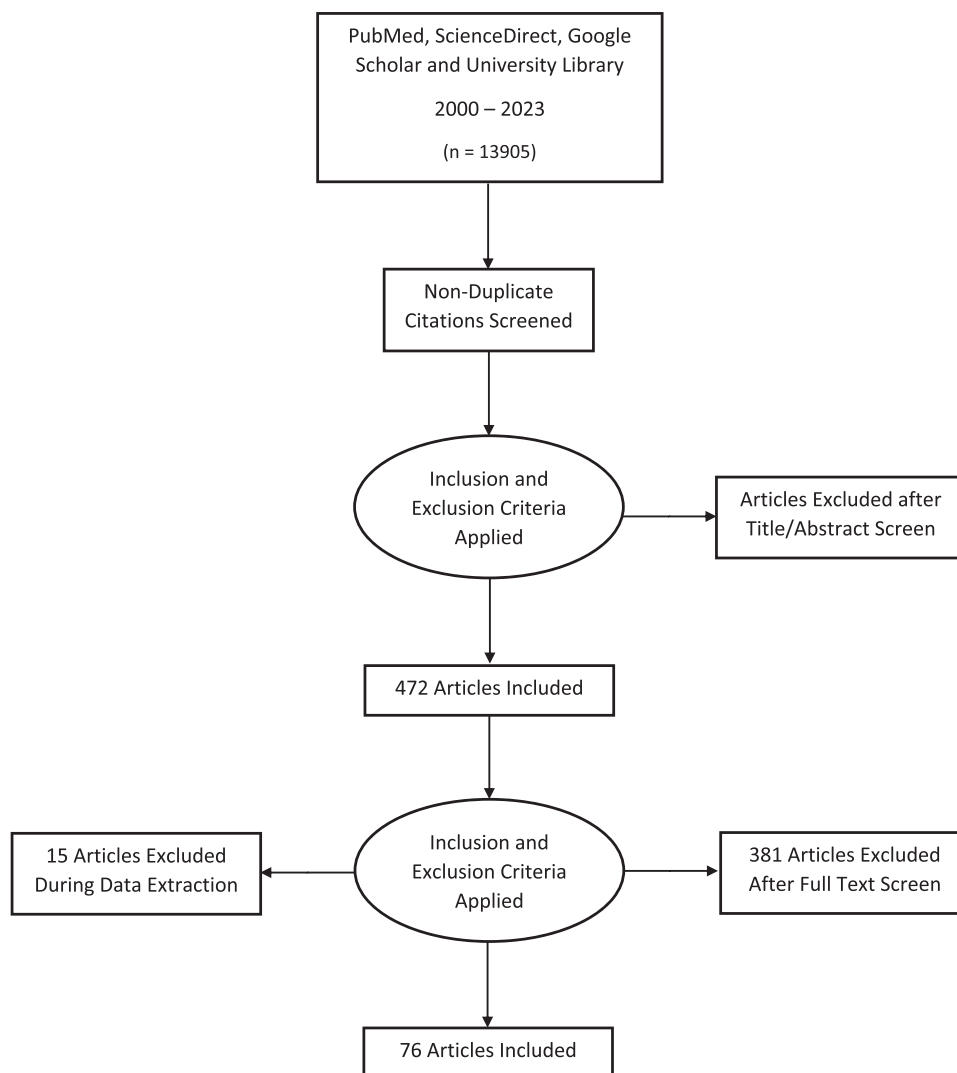 PubMed, ScienceDirect, Google
Scholar and University Library
2000 – 2023
(n = 13905)
Non-Duplicate
Citations Screened
Inclusion and
Exclusion Criteria
Applied
Articles Excluded after
Title/Abstract Screen
472 Articles Included
15 Articles Excluded
During Data Extraction
Inclusion and
Exclusion Criteria
Applied
381 Articles Excluded
After Full Text Screen
76 Articles Included